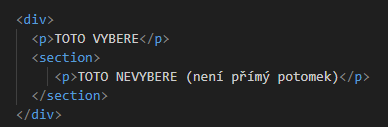 <div>
<p>TOTO VYBERE</p>
<section>
<p>TOTO NEVYBERE (není přímý potomek)</p>
</section>
</div>